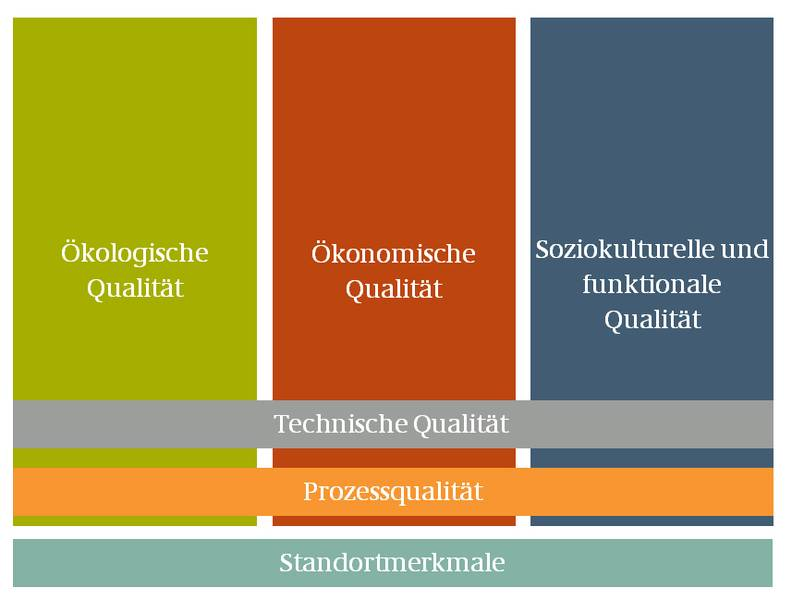 Ökologische
Qualität
Ökonomische
Qualität
Soziokulturelle und
funktionale
Qualität
Technische Qualität
Prozessqualität
Standortmerkmale